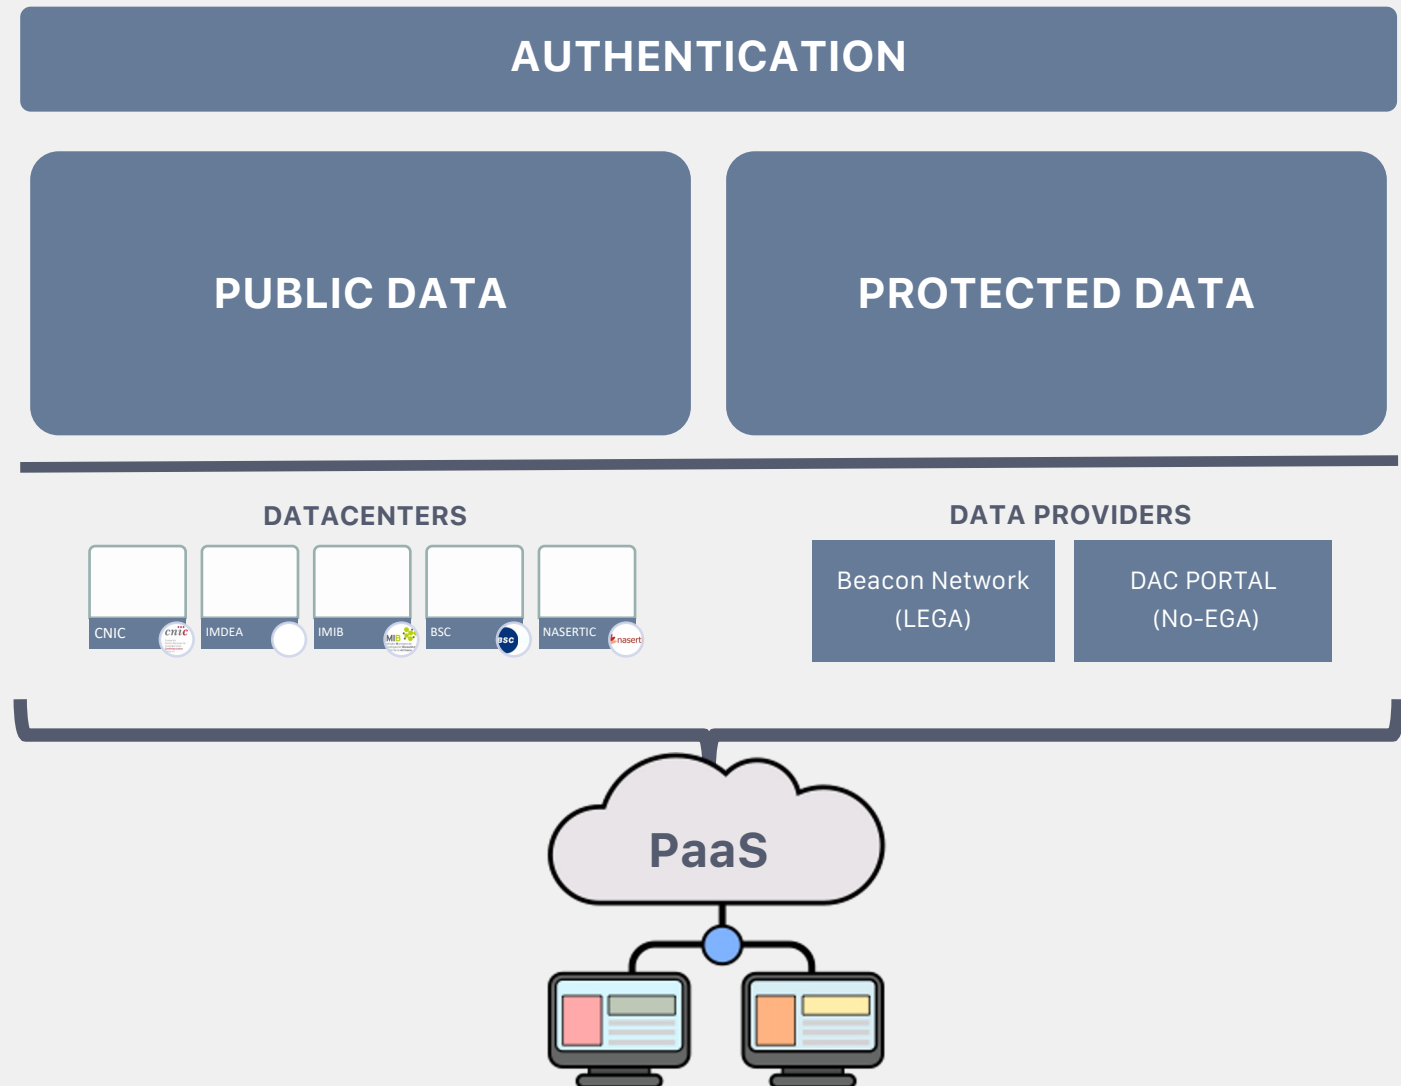 AUTHENTICATION
PUBLIC DATA
PROTECTED DATA
DATACENTERS
CNIC
cnic
IMDEA
IMIB
MIB
BSC
BSC
NASERTIC
nasert
DATA PROVIDERS
Beacon Network
(LEGA)
DAC PORTAL
(No-EGA)
PaaS